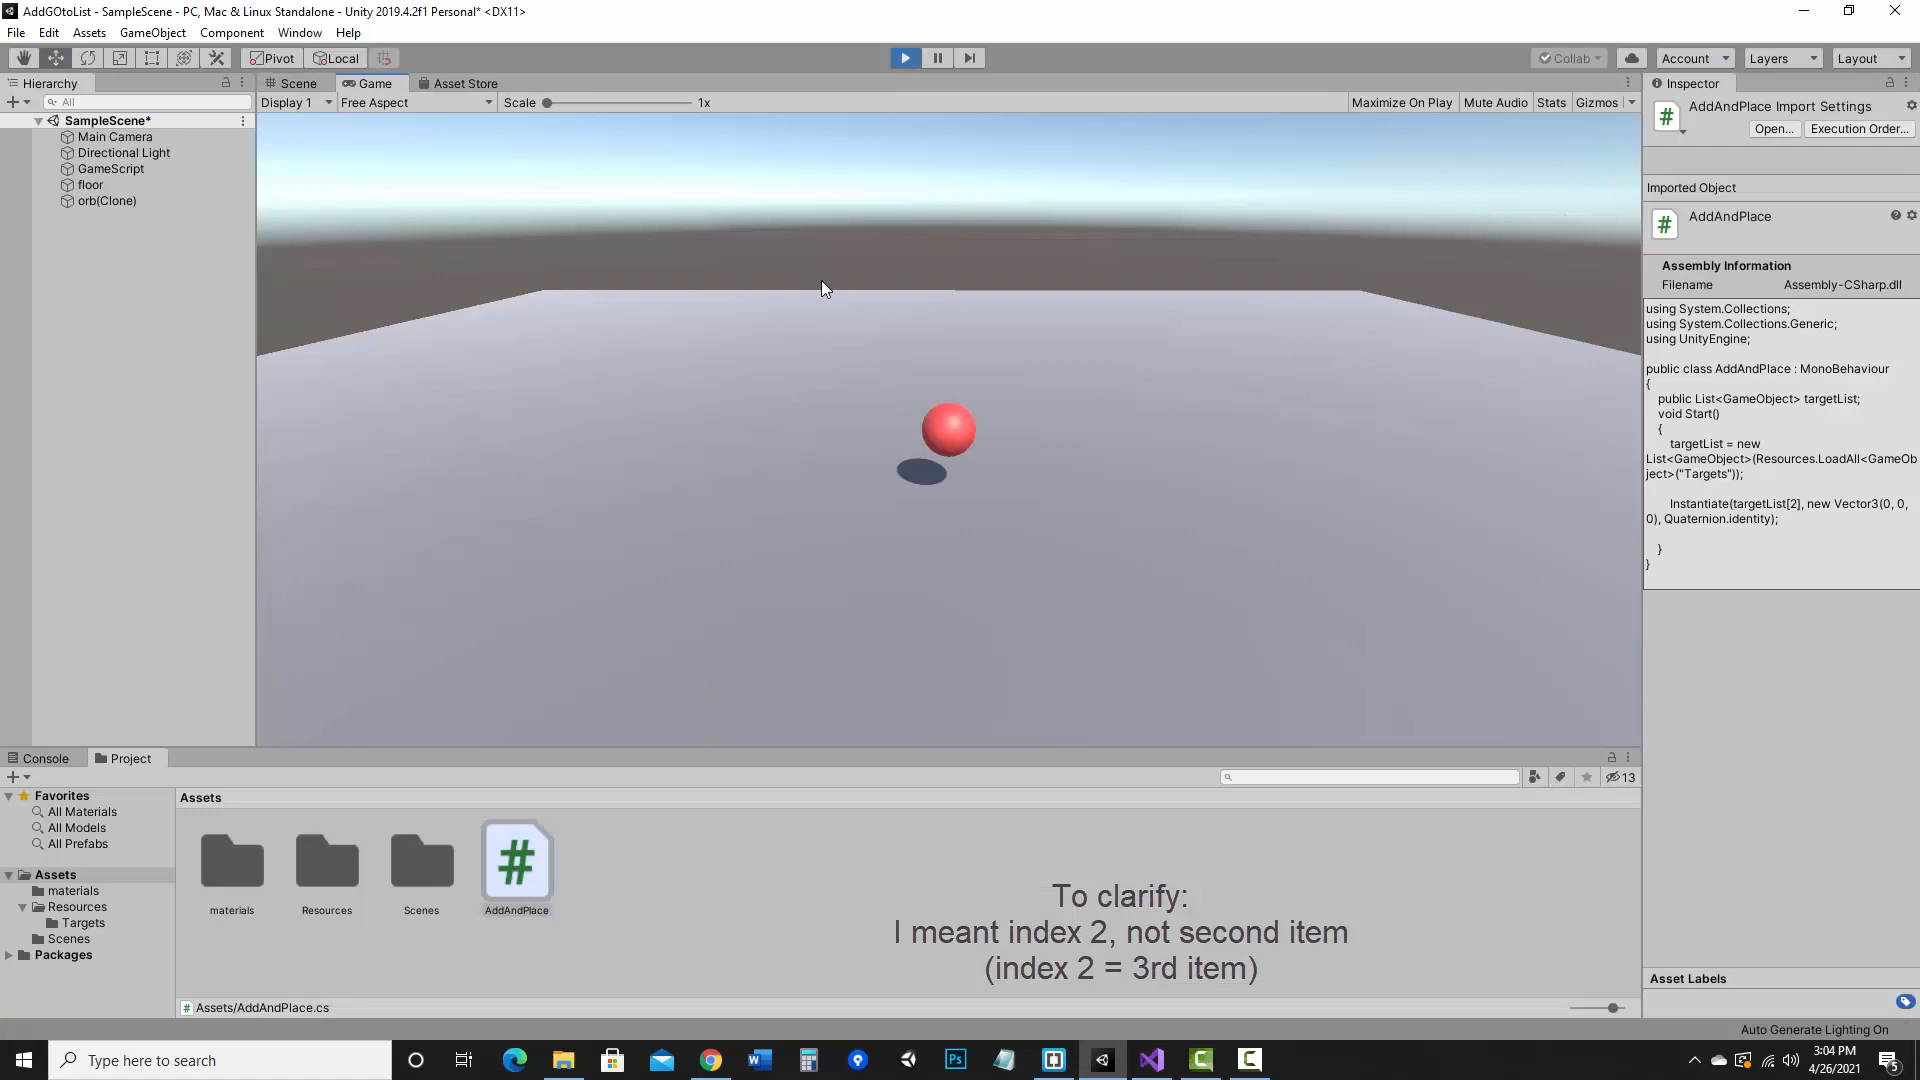 AddGOtoList - SampleScene - PC, Mac & Linux Standalone - Unity 2019.4.2f1 Personal* <DX11>
File Edit Assets GameObject Component Window Help
Pivot Local Collab Account Layers Layout
Hierarchy
All
SampleScene*
Main Camera
Directional Light
GameScript
floor
orb(Clone)
Scene Game Asset Store
Display 1 Free Aspect Scale 1x Maximize On Play Mute Audio Stats Gizmos
Inspector
AddAndPlace Import Settings
Open... Execution Order...
Imported Object
AddAndPlace
Assembly Information
Filename Assembly-CSharp.dll
using System.Collections;
using System.Collections.Generic;
using UnityEngine;
public class AddAndPlace : MonoBehaviour
{
public List<GameObject> targetList;
void Start()
{
targetList = new
List<GameObject>(Resources.LoadAll<GameOb
ject>("Targets"));
Instantiate(targetList[2], new Vector3(0, 0,
0), Quaternion.identity);
}
}
Console Project
13
Favorites
All Materials
All Models
All Prefabs
Assets
materials
Resources
Targets
Scenes
Packages
Assets
materials Resources Scenes AddAndPlace
To clarify:
I meant index 2, not second item
(index 2 = 3rd item)
Assets/AddAndPlace.cs
Asset Labels
Auto Generate Lighting On
Type here to search
3:04 PM
4/26/2021
5